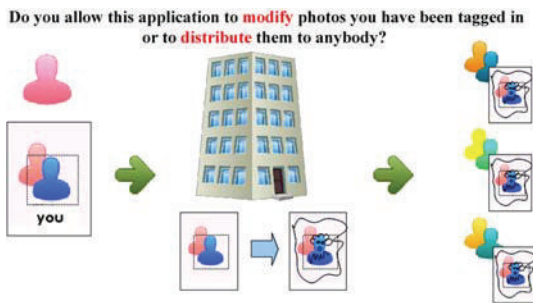 Do you allow this application to modify photos you have been tagged in
or to distribute them to anybody?
you